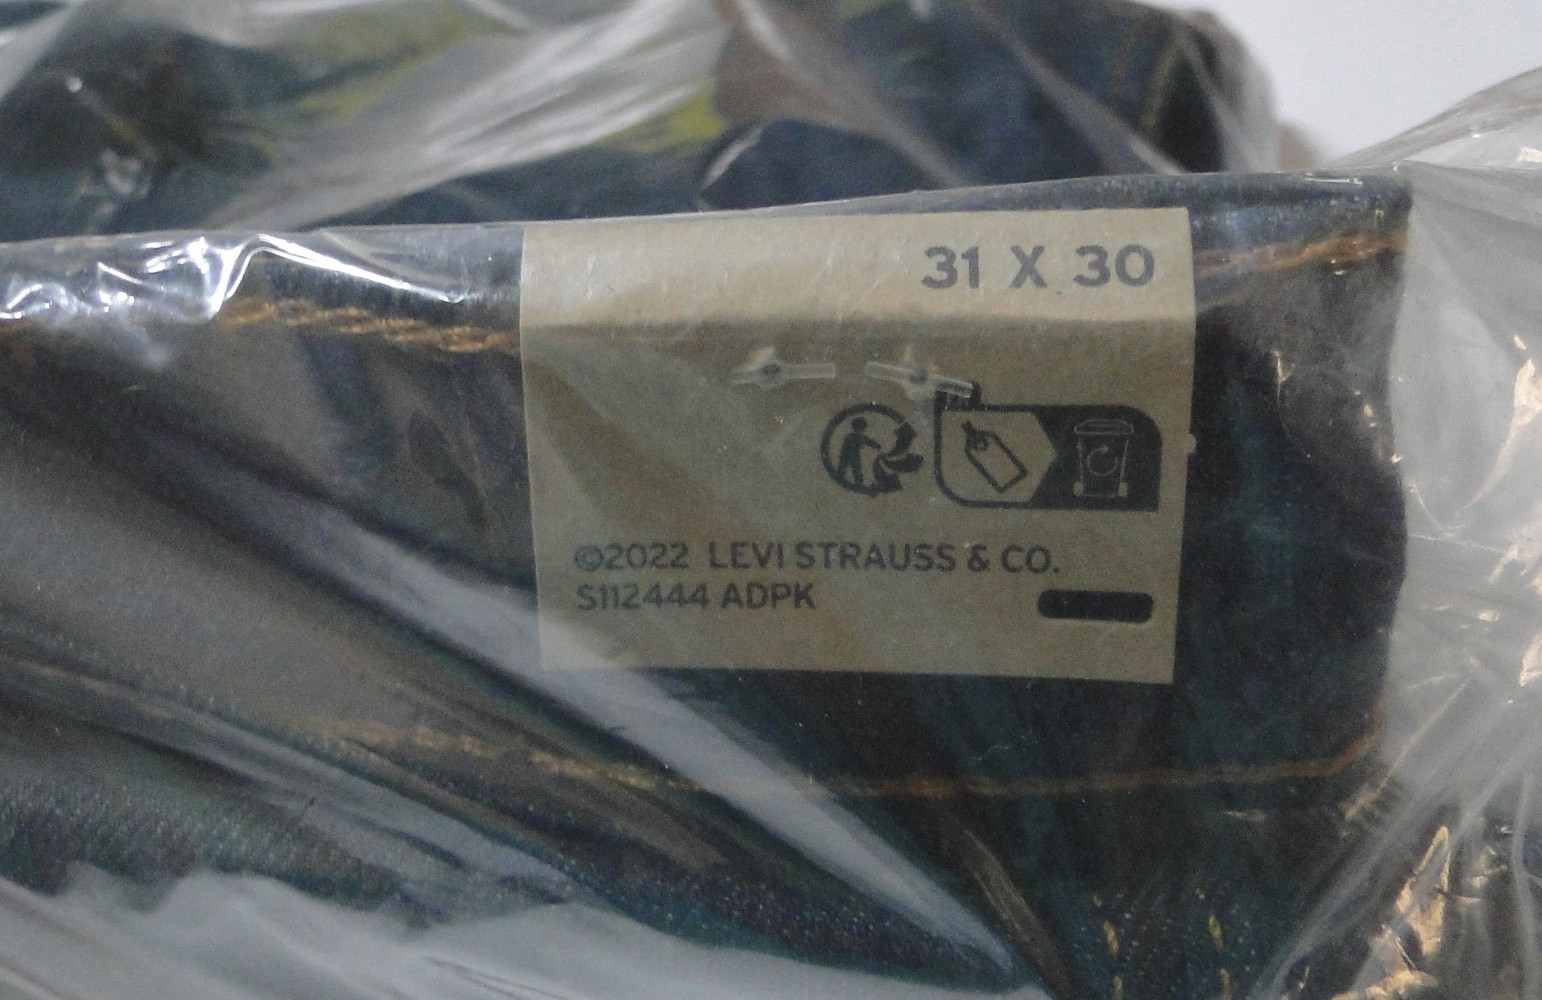 31 X 30
©2022 LEVI STRAUSS & CO.
S112444 ADPK